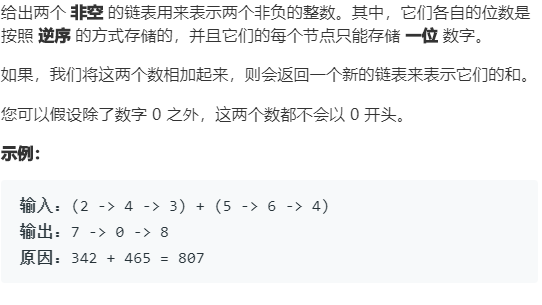 给出两个 非空 的链表用来表示两个非负的整数。其中，它们各自的位数是
按照 逆序 的方式存储的，并且它们的每个节点只能存储 一位 数字。
如果，我们将这两个数相加起来，则会返回一个新的链表来表示它们的和。
您可以假设除了数字 0 之外，这两个数都不会以 0 开头。
示例：
输入：(2 -> 4 -> 3) + (5 -> 6 -> 4)
输出：7 -> 0 -> 8
原因：342 + 465 = 807